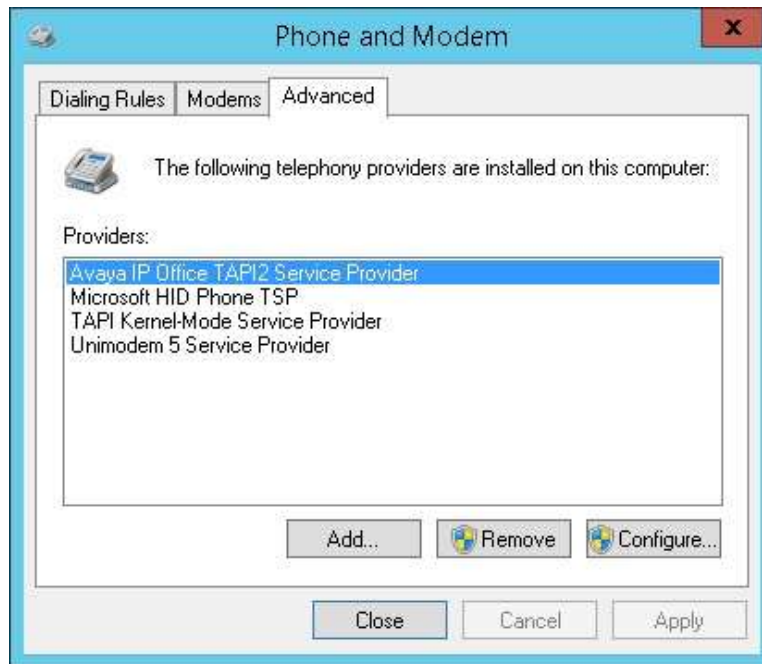 Phone and Modem
x
Dialing Rules Modems Advanced
The following telephony providers are installed on this computer:
Providers:
Avaya IP Office TAPI2 Service Provider
Microsoft HID Phone TSP
TAPI Kernel-Mode Service Provider
Unimodem 5 Service Provider
Add... Remove Configure...
Close Cancel Apply